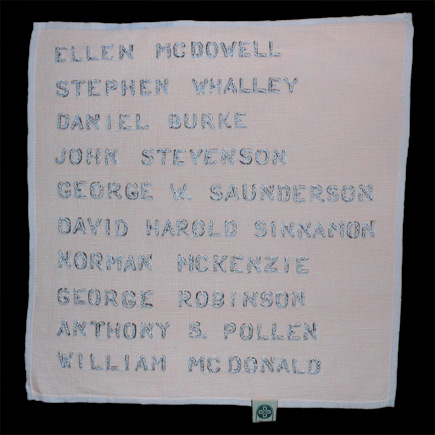 ELLEN MCDOWELL
STEPHEN WHALLEY
DANIEL BURKE
JOHN STEVENSON
GEORGE W. SAUNDERSON
DAVID HAROLD SINNAMON
NORMAN MCKENZIE
GEORGE ROBINSON
ANTHONY S. POLLEN
WILLIAM MCDONALD